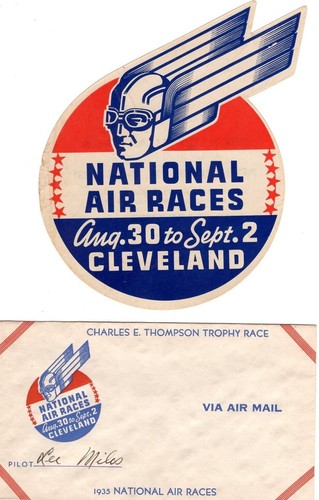 NATIONAL
AIR RACES
Aug. 30 to Sept. 2
CLEVELAND
CHARLES E. THOMPSON TROPHY RACE
NATIONAL
AIR RACES
Aug. 30 to Sept. 2
CLEVELAND
VIA AIR MAIL
PILOT Lee Miles
1935 NATIONAL AIR RACES